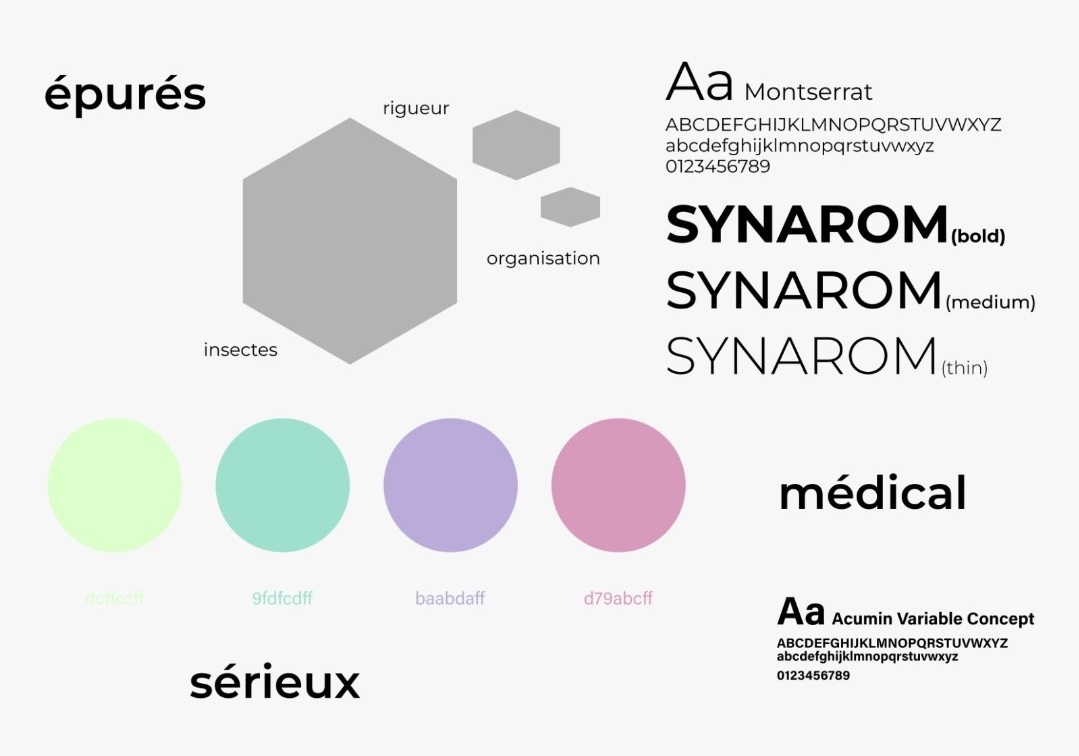 épurés
rigueur
organisation
insectes
Aa Montserrat
ABCDEFGHIJKLMNOPQRSTUVWXYZ
abcdefghijklmnopqrstuvwxyz
0123456789
SYNAROM(bold)
SYNAROM(medium)
SYNAROM(thin)
dcffccff
9fdfcdff
baabdaff
d79abcff
médical
sérieux
Aa Acumin Variable Concept
ABCDEFGHIJKLMNOPQRSTUVWXYZ
abcdefghijklmnopqrstuvwxyz
0123456789